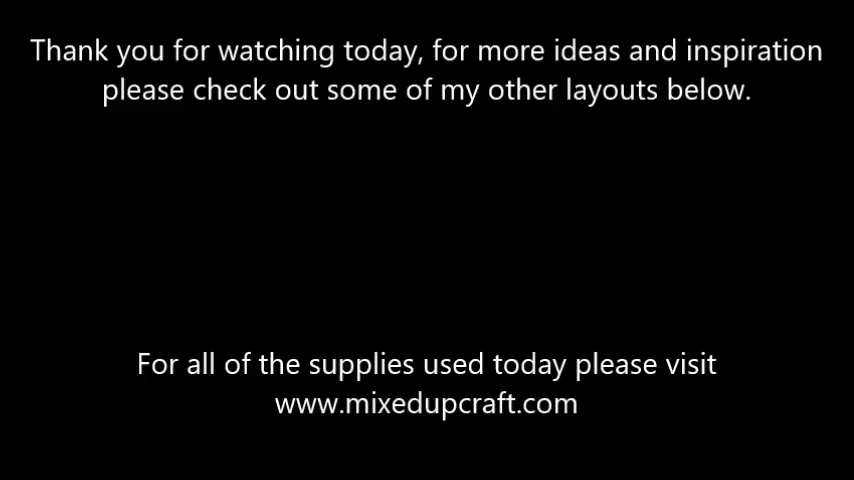 Thank you for watching today, for more ideas and inspiration
please check out some of my other layouts below.
For all of the supplies used today please visit
www.mixedupcraft.com